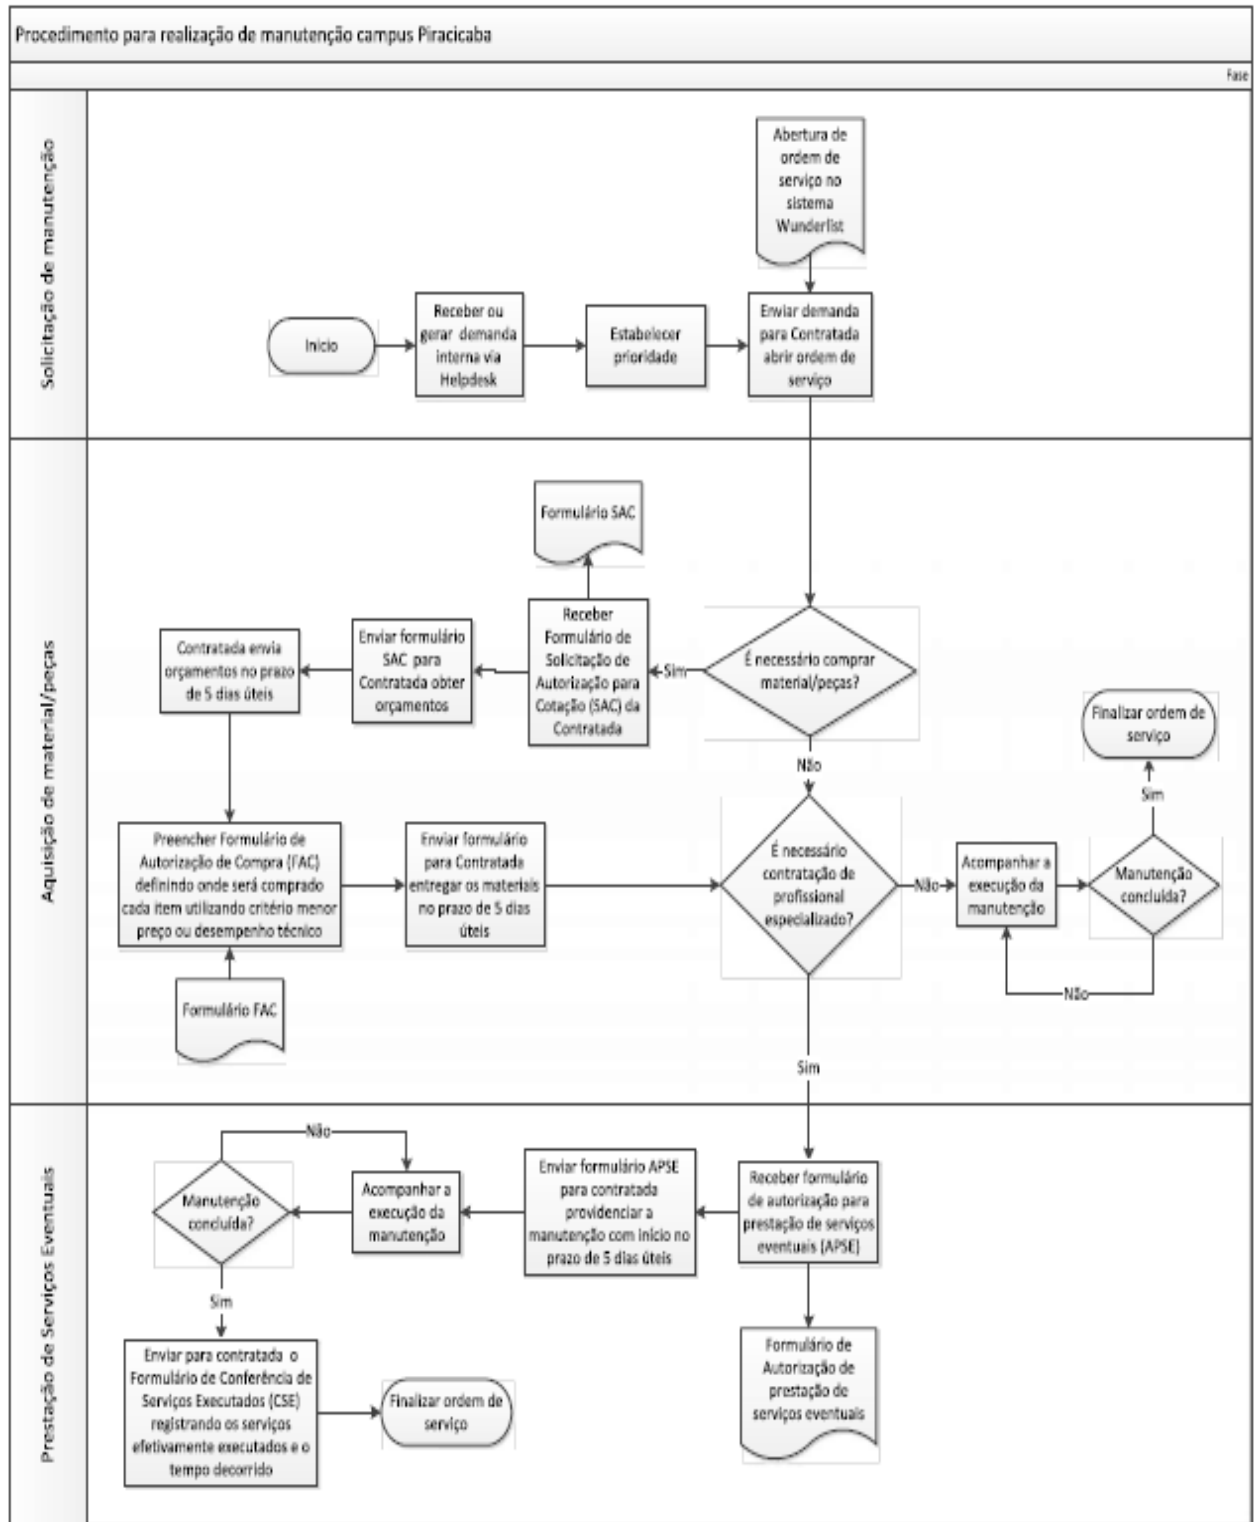 Procedimento para realização de manutenção campus Piracicaba
Fase
Solicitação de manutenção
Abertura de
ordem de
serviço no
sistema
Wunderlist
Inicio
Receber ou
gerar demanda
interna via
Helpdesk
Estabelecer
prioridade
Enviar demanda
para Contratada
abrir ordem de
serviço
Aquisição de material/peças
Formulário SAC
Contratada envia
orçamentos no prazo
de 5 dias úteis
Enviar formulário
SAC para
Contratada obter
orçamentos
Receber
Formulário de
Solicitação de
Autorização para
Cotação (SAC) da
Contratada
Sim
É necessário comprar
material/peças?
Não
Finalizar ordem de
serviço
Sim
Preencher Formulário de
Autorização de Compra (FAC)
definindo onde será comprado
cada item utilizando critério menor
preço ou desempenho técnico
Enviar formulário
para Contratada
entregar os materiais
no prazo de 5 dias
úteis
É necessário
contratação de
profissional
especializado?
Não
Acompanhar a
execução da
manutenção
Manutenção
concluída?
Não
Formulário FAC
Sim
Prestação de Serviços Eventuais
Não
Manutenção
concluída?
Acompanhar a
execução da
manutenção
Enviar formulário APSE
para contratada
providenciar a
manutenção com início no
prazo de 5 dias úteis
Receber formulário
de autorização para
prestação de serviços
eventuais (APSE)
Sim
Enviar para contratada o
Formulário de Conferência de
Serviços Executados (CSE)
registrando os serviços
efetivamente executados e o
tempo decorrido
Finalizar ordem de
serviço
Formulário de
Autorização de
prestação de
serviços eventuais